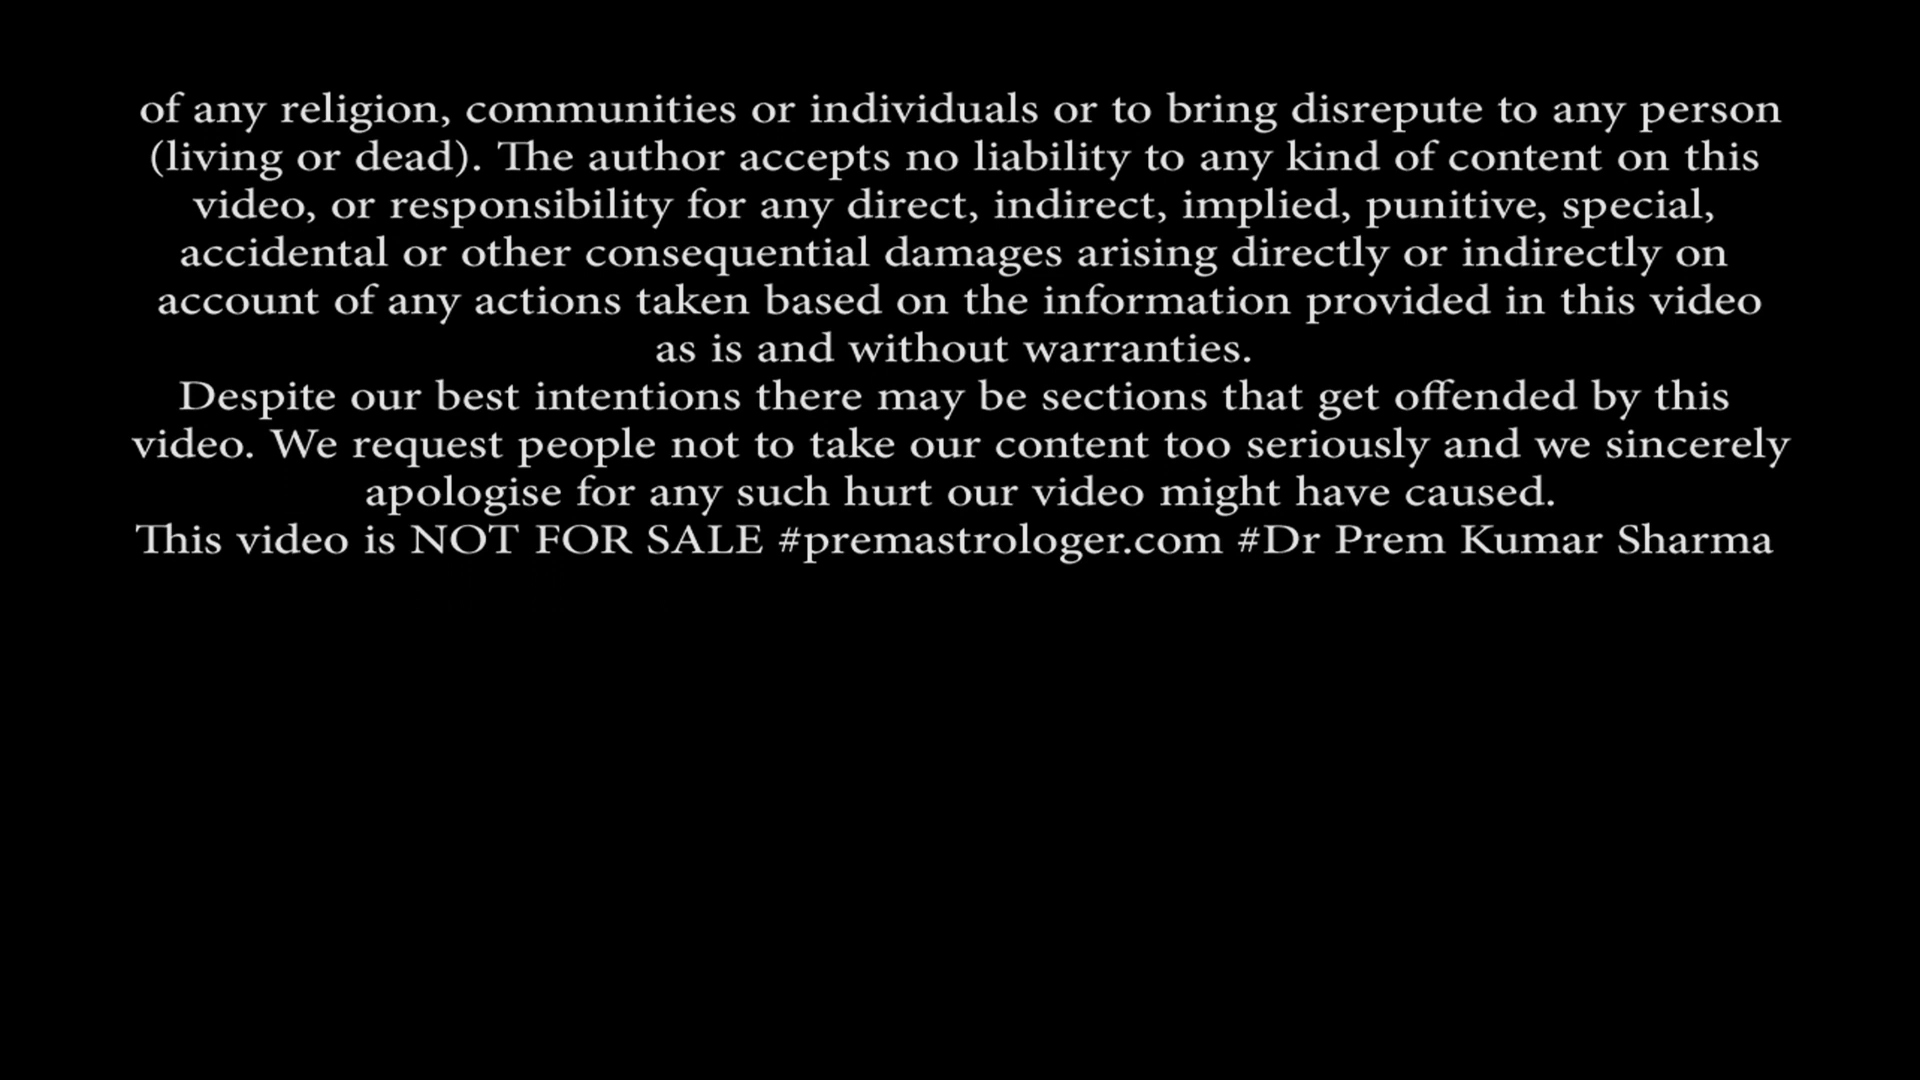 of any religion, communities or individuals or to bring disrepute to any person
(living or dead). The author accepts no liability to any kind of content on this
video, or responsibility for any direct, indirect, implied, punitive, special,
accidental or other consequential damages arising directly or indirectly on
account of any actions taken based on the information provided in this video
as is and without warranties.
Despite our best intentions there may be sections that get offended by this
video. We request people not to take our content too seriously and we sincerely
apologise for any such hurt our video might have caused.
This video is NOT FOR SALE #premastrologer.com #Dr Prem Kumar Sharma